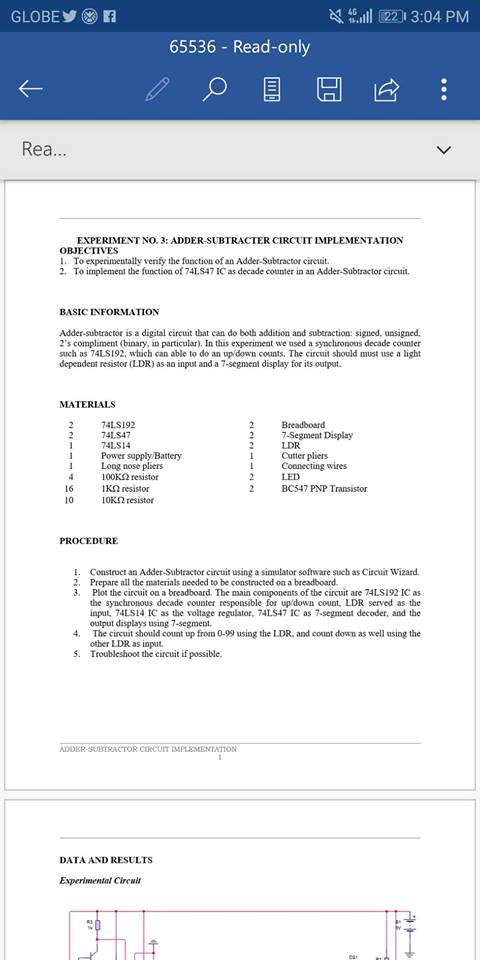 GLOBE 4G 22 3:04 PM
65536 - Read-only
Rea...
EXPERIMENT NO. 3: ADDER-SUBTRACTER CIRCUIT IMPLEMENTATION
OBJECTIVES
1. To experimentally verify the function of an Adder-Subtractor circuit.
2. To implement the function of 74LS47 IC as decade counter in an Adder-Subtractor circuit.
BASIC INFORMATION
Adder-subtractor is a digital circuit that can do both addition and subtraction: signed, unsigned,
2's compliment (binary, in particular). In this experiment we used a synchronous decade counter
such as 74LS192, which can able to do an up/down counts. The circuit should must use a light
dependent resistor (LDR) as an input and a 7-segment display for its output.
MATERIALS
2 74LS192 2 Breadboard
2 74LS47 2 7-Segment Display
1 74LS14 2 LDR
1 Power supply/Battery 1 Cutter pliers
1 Long nose pliers 1 Connecting wires
4 100KΩ resistor 2 LED
16 1KΩ resistor 2 BC547 PNP Transistor
10 10KΩ resistor
PROCEDURE
1. Construct an Adder-Subtractor circuit using a simulator software such as Circuit Wizard.
2. Prepare all the materials needed to be constructed on a breadboard.
3. Plot the circuit on a breadboard. The main components of the circuit are 74LS192 IC as
the synchronous decade counter responsible for up/down count, LDR served as the
input, 74LS14 IC as the voltage regulator, 74LS47 IC as 7-segment decoder, and the
output displays using 7-segment.
4. The circuit should count up from 0-99 using the LDR, and count down as well using the
other LDR as input.
5. Troubleshoot the circuit if possible.
ADDER-SUBTRACTOR CIRCUIT IMPLEMENTATION
1
DATA AND RESULTS
Experimental Circuit